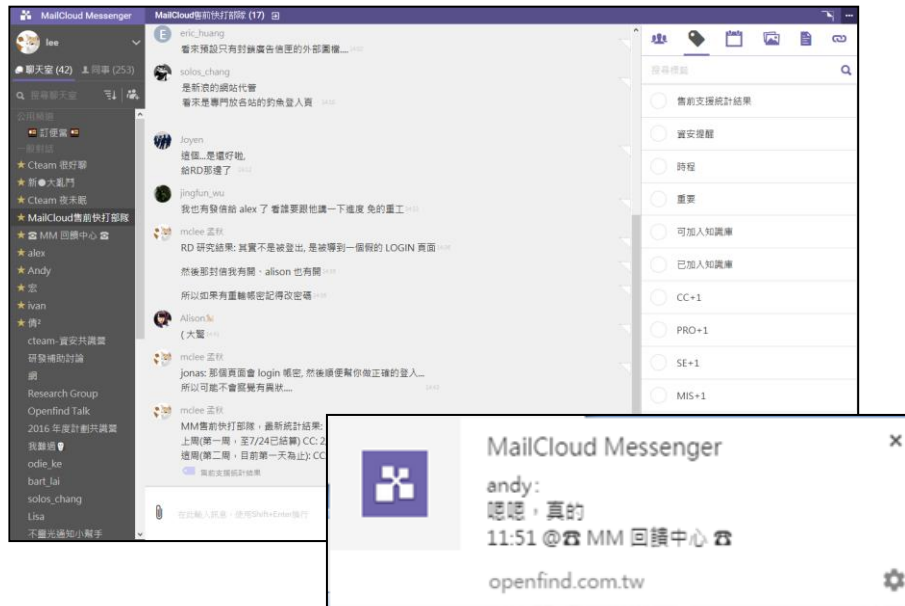 MailCloud Messenger
MailCloud售前快打部隊 (17)
lee
聊天室 (42) 同事 (253)
搜尋聊天室
公用頻道
訂便當
一般對話
★ Cteam 很好聊
★ 新●大亂鬥
★ Cteam 夜未眠
★ MailCloud售前快打部隊
★ ☎ MM 回饋中心 ☎
★ alex
★ Andy
★ 宏
★ ivan
★ 倩²
cteam-資安共識營
研發補助討論
網
Research Group
Openfind Talk
2016 年度計劃共識營
我難過
odie_ke
bart_lai
solos_chang
Lisa
不靈光通知小幫手
eric_huang
看來預設只有封鎖廣告信匣的外部圖檔....
solos_chang
是新浪的網站代管
看來是專門放各站的釣魚登入頁
Joyen
這個...是還好啦,
給RD那邊了
jingfun_wu
我也有發信給 alex 了 看誰要跟他講一下進度 免的重工
mclee 孟秋
RD 研究結果: 其實不是被登出, 是被導到一個假的 LOGIN 頁面
然後那封信我有開、alison 也有開
所以如果有重輸帳密記得改密碼
Alison
( 大驚
mclee 孟秋
jonas: 那個頁面會 login 帳密, 然後順便幫你做正確的登入...
所以可能不會察覺有異狀....
mclee 孟秋
MM售前快打部隊，最新統計結果:
上周(第一周，至7/24已結算) CC: 2
這周(第二周，目前第一天為止): CC
售前支援統計結果
在此輸入訊息，使用Shift+Enter換行
搜尋標籤
售前支援統計結果
資安提醒
時程
重要
可加入知識庫
已加入知識庫
CC+1
PRO+1
SE+1
MIS+1
MailCloud Messenger
andy:
嗯嗯，真的
11:51 @☎ MM 回饋中心 ☎
openfind.com.tw